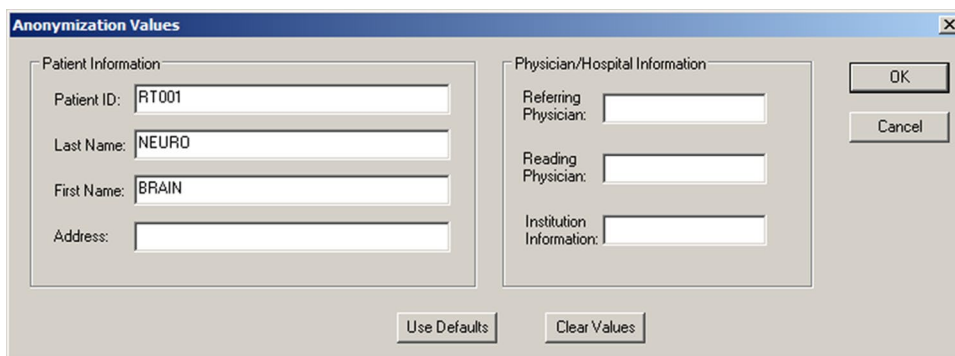 Anonymization Values
Patient Information
Patient ID: RT001
Last Name: NEURO
First Name: BRAIN
Address:
Physician/Hospital Information
Referring
Physician:
Reading
Physician:
Institution
Information:
OK
Cancel
Use Defaults
Clear Values